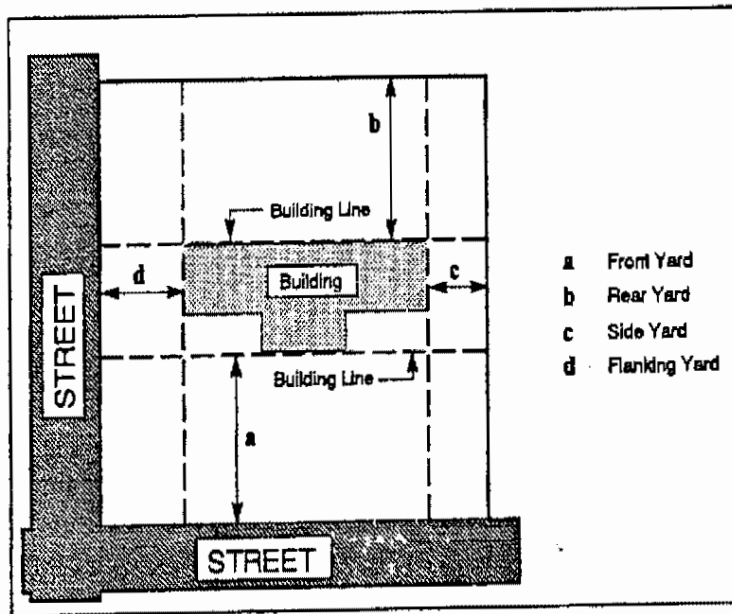 b
Building Line
d
Building
c
STREET
Building Line
a
STREET
a Front Yard
b Rear Yard
c Side Yard
d Flanking Yard